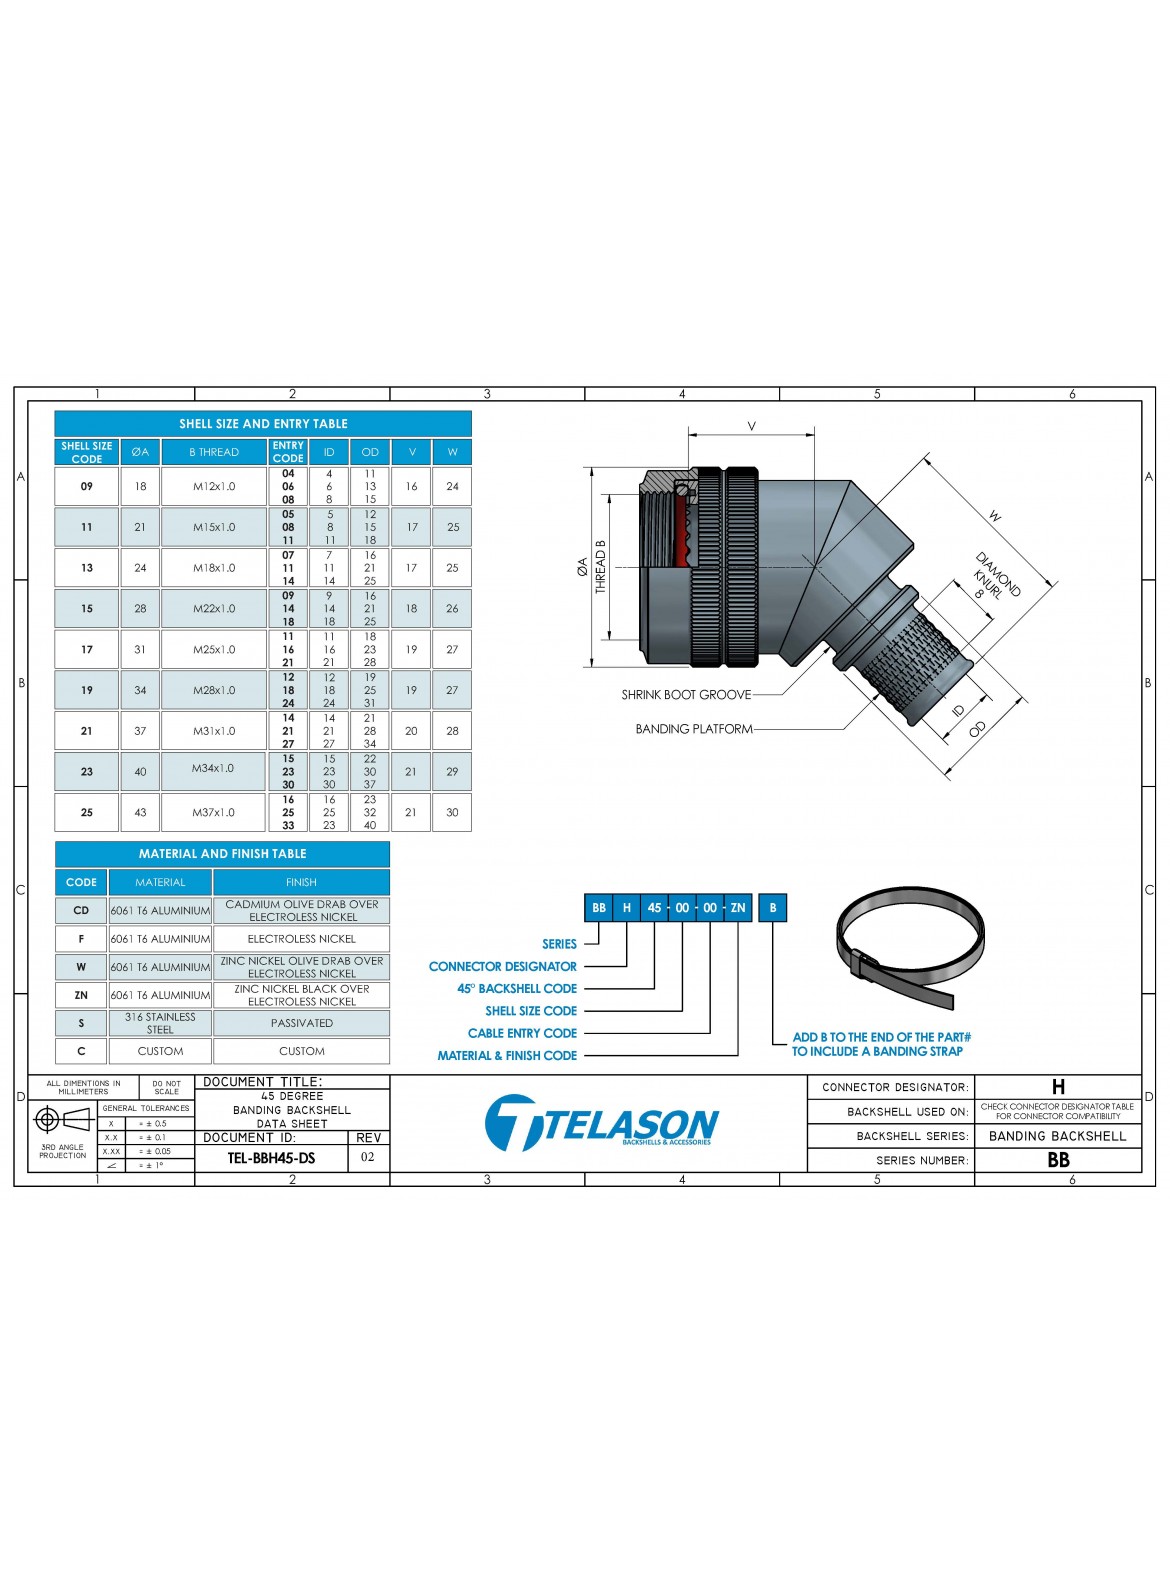 1 2 3 4 5 6
A A
B B
C C
D D
SHELL SIZE AND ENTRY TABLE
SHELL SIZE CODE ØA B THREAD ENTRY CODE ID OD V W
09 18 M12x1.0 16 24
04 4 11
06 6 13
08 8 15
11 21 M15x1.0 17 25
05 5 12
08 8 15
11 11 18
13 24 M18x1.0 17 25
07 7 16
11 11 21
14 14 25
15 28 M22x1.0 18 26
09 9 16
14 14 21
18 18 25
17 31 M25x1.0 19 27
11 11 18
16 16 23
21 21 28
19 34 M28x1.0 19 27
12 12 19
18 18 25
24 24 31
21 37 M31x1.0 20 28
14 14 21
21 21 28
27 27 34
23 40 M34x1.0 21 29
15 15 22
23 23 30
30 30 37
25 43 M37x1.0 21 30
16 16 23
25 25 32
33 23 40
V
W
ØA
THREAD B
DIAMOND
KNURL
8
SHRINK BOOT GROOVE
BANDING PLATFORM
ID
OD
MATERIAL AND FINISH TABLE
CODE MATERIAL FINISH
CD 6061 T6 ALUMINIUM CADMIUM OLIVE DRAB OVER
ELECTROLESS NICKEL
F 6061 T6 ALUMINIUM ELECTROLESS NICKEL
W 6061 T6 ALUMINIUM ZINC NICKEL OLIVE DRAB OVER
ELECTROLESS NICKEL
ZN 6061 T6 ALUMINIUM ZINC NICKEL BLACK OVER
ELECTROLESS NICKEL
S 316 STAINLESS
STEEL PASSIVATED
C CUSTOM CUSTOM
BB H 45 - 00 - 00 - ZN B
SERIES
CONNECTOR DESIGNATOR
45° BACKSHELL CODE
SHELL SIZE CODE
CABLE ENTRY CODE
MATERIAL & FINISH CODE
ADD B TO THE END OF THE PART#
TO INCLUDE A BANDING STRAP
ALL DIMENTIONS IN
MILLIMETERS
DO NOT
SCALE
GENERAL TOLERANCES
X = ± 0.5
X.X = ± 0.1
X.XX = ± 0.05
∠ = ± 1°
3RD ANGLE
PROJECTION
DOCUMENT TITLE:
45 DEGREE
BANDING BACKSHELL
DATA SHEET
DOCUMENT ID: REV
TEL-BBH45-DS 02
TELASON
BACKSHELLS & ACCESSORIES
CONNECTOR DESIGNATOR: H
BACKSHELL USED ON: CHECK CONNECTOR DESIGNATOR TABLE
FOR CONNECTOR COMPATIBILITY
BACKSHELL SERIES: BANDING BACKSHELL
SERIES NUMBER: BB
1 2 3 4 5 6